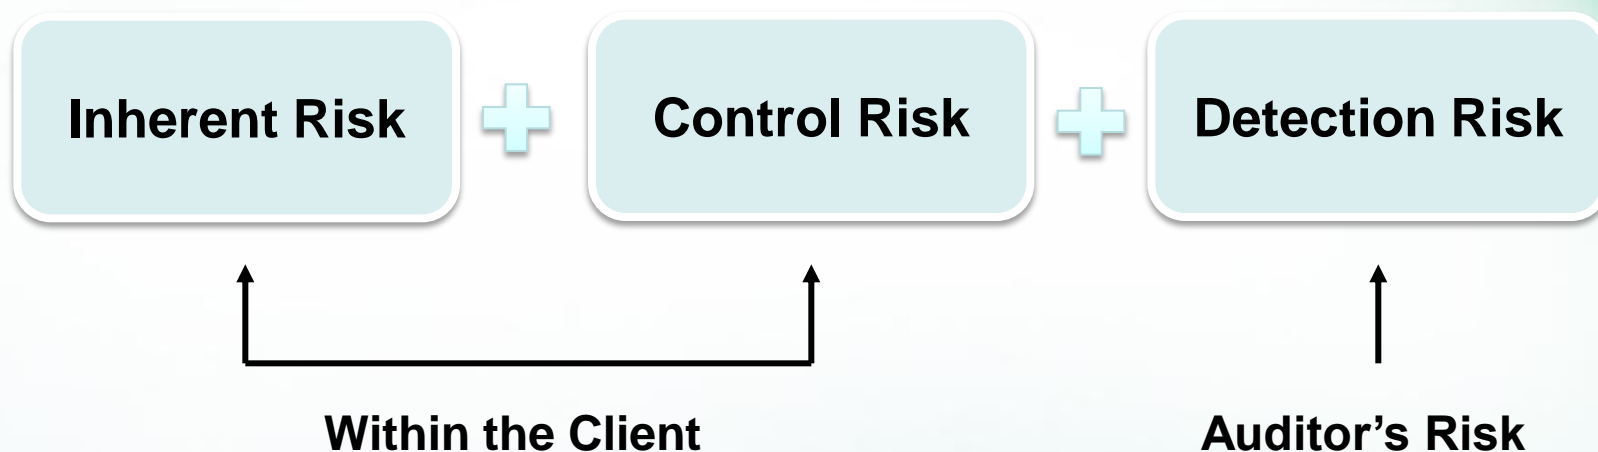 Inherent Risk
Control Risk
Detection Risk
Within the Client
Auditor’s Risk